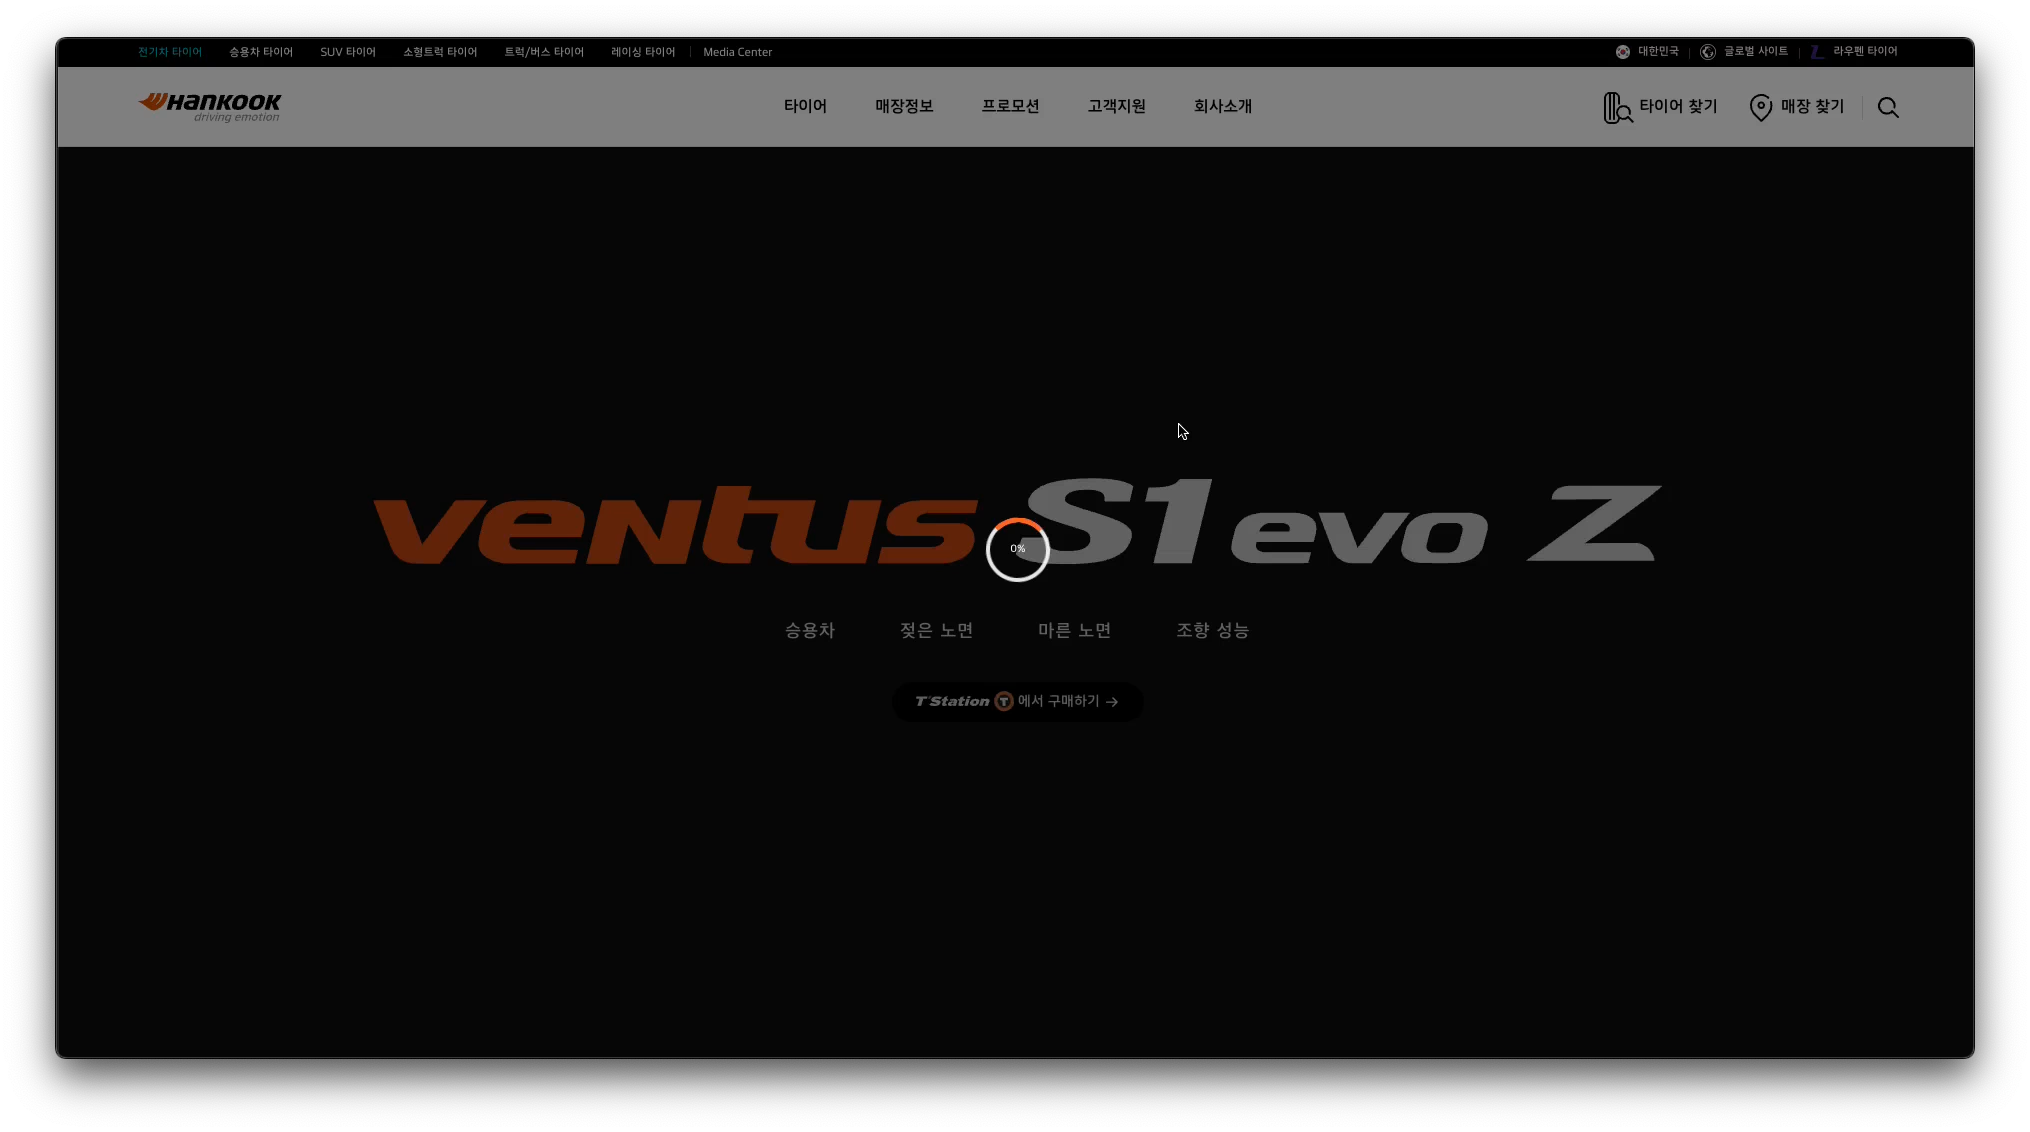 전기차 타이어 승용차 타이어 SUV 타이어 소형트럭 타이어 트럭/버스 타이어 레이싱 타이어 Media Center 대한민국 글로벌 사이트 라우펜 타이어
HANKOOK
driving emotion
타이어 매장정보 프로모션 고객지원 회사소개 타이어 찾기 매장 찾기
ventus S1 evo Z
0%
승용차 젖은 노면 마른 노면 조향 성능
T'Station T 에서 구매하기 →